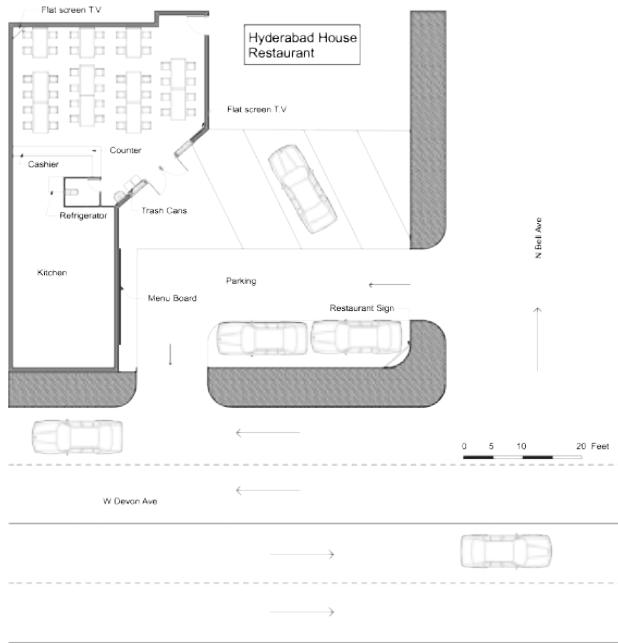 Flat screen T.V
Hyderabad House
Restaurant
Flat screen T.V
Counter
Cashier
Refrigerator
Trash Cans
Kitchen
Menu Board
Parking
Restaurant Sign
N Bell Ave
0 5 10 20 Feet
W Devon Ave